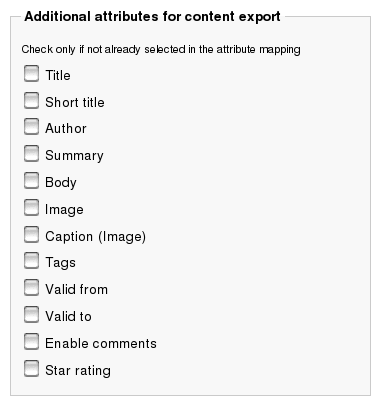 Additional attributes for content export
Check only if not already selected in the attribute mapping
Title
Short title
Author
Summary
Body
Image
Caption (Image)
Tags
Valid from
Valid to
Enable comments
Star rating